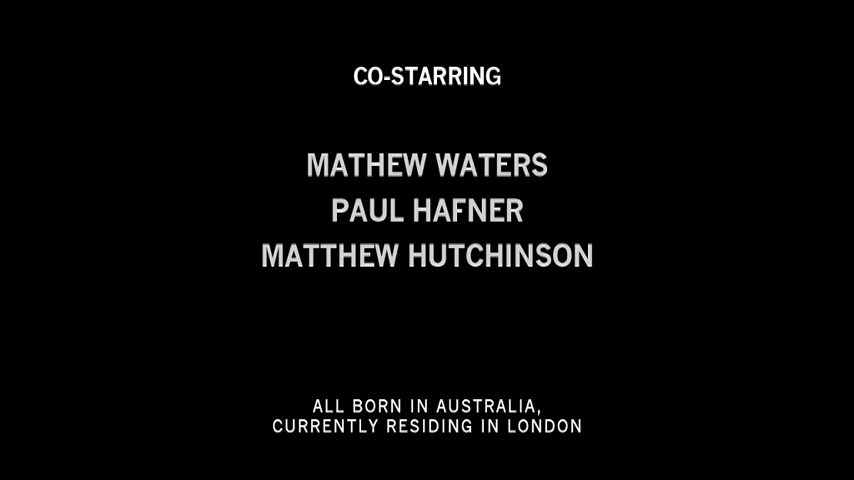 CO-STARRING
MATHEW WATERS
PAUL HAFNER
MATTHEW HUTCHINSON
ALL BORN IN AUSTRALIA,
CURRENTLY RESIDING IN LONDON